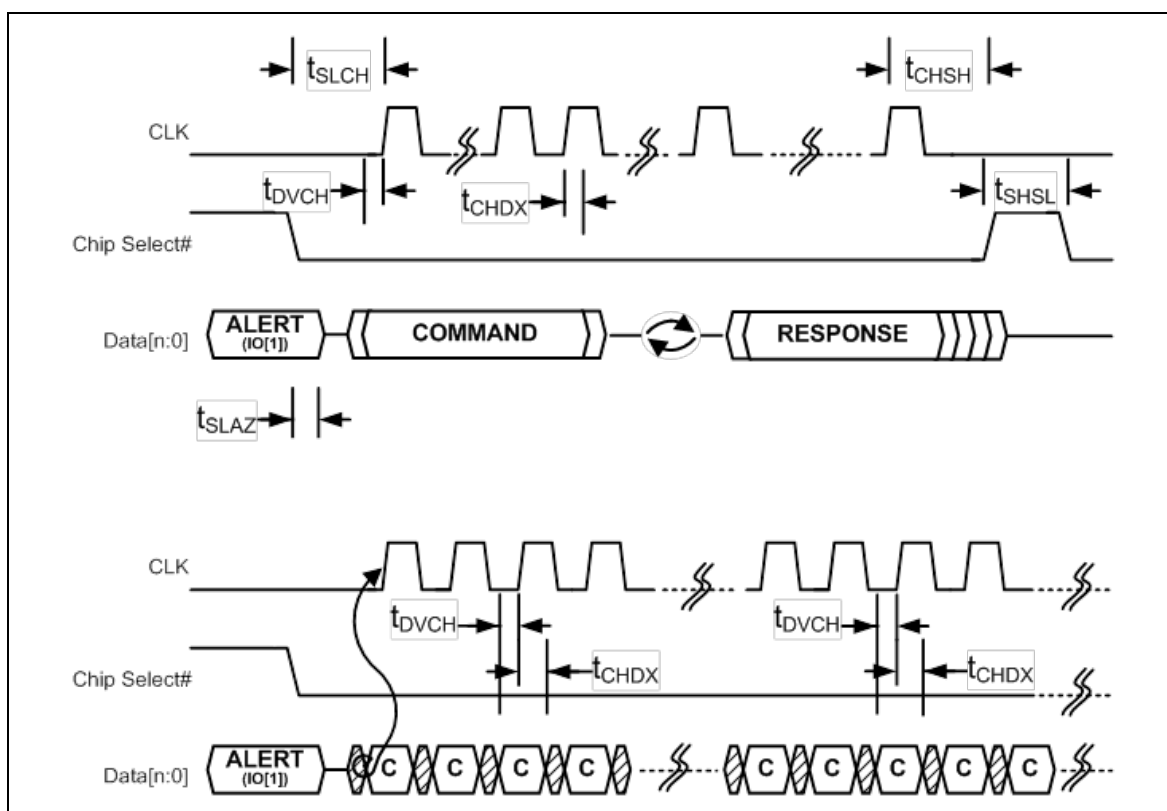 tSLCH
tCHSH
CLK
tDVCH
tCHDX
tSHSL
Chip Select#
Data[n:0]
ALERT
(IO[1])
COMMAND
RESPONSE
tSLAZ
CLK
tDVCH
tDVCH
tCHDX
tCHDX
Chip Select#
Data[n:0]
ALERT
(IO[1])
C C C C C C C C C